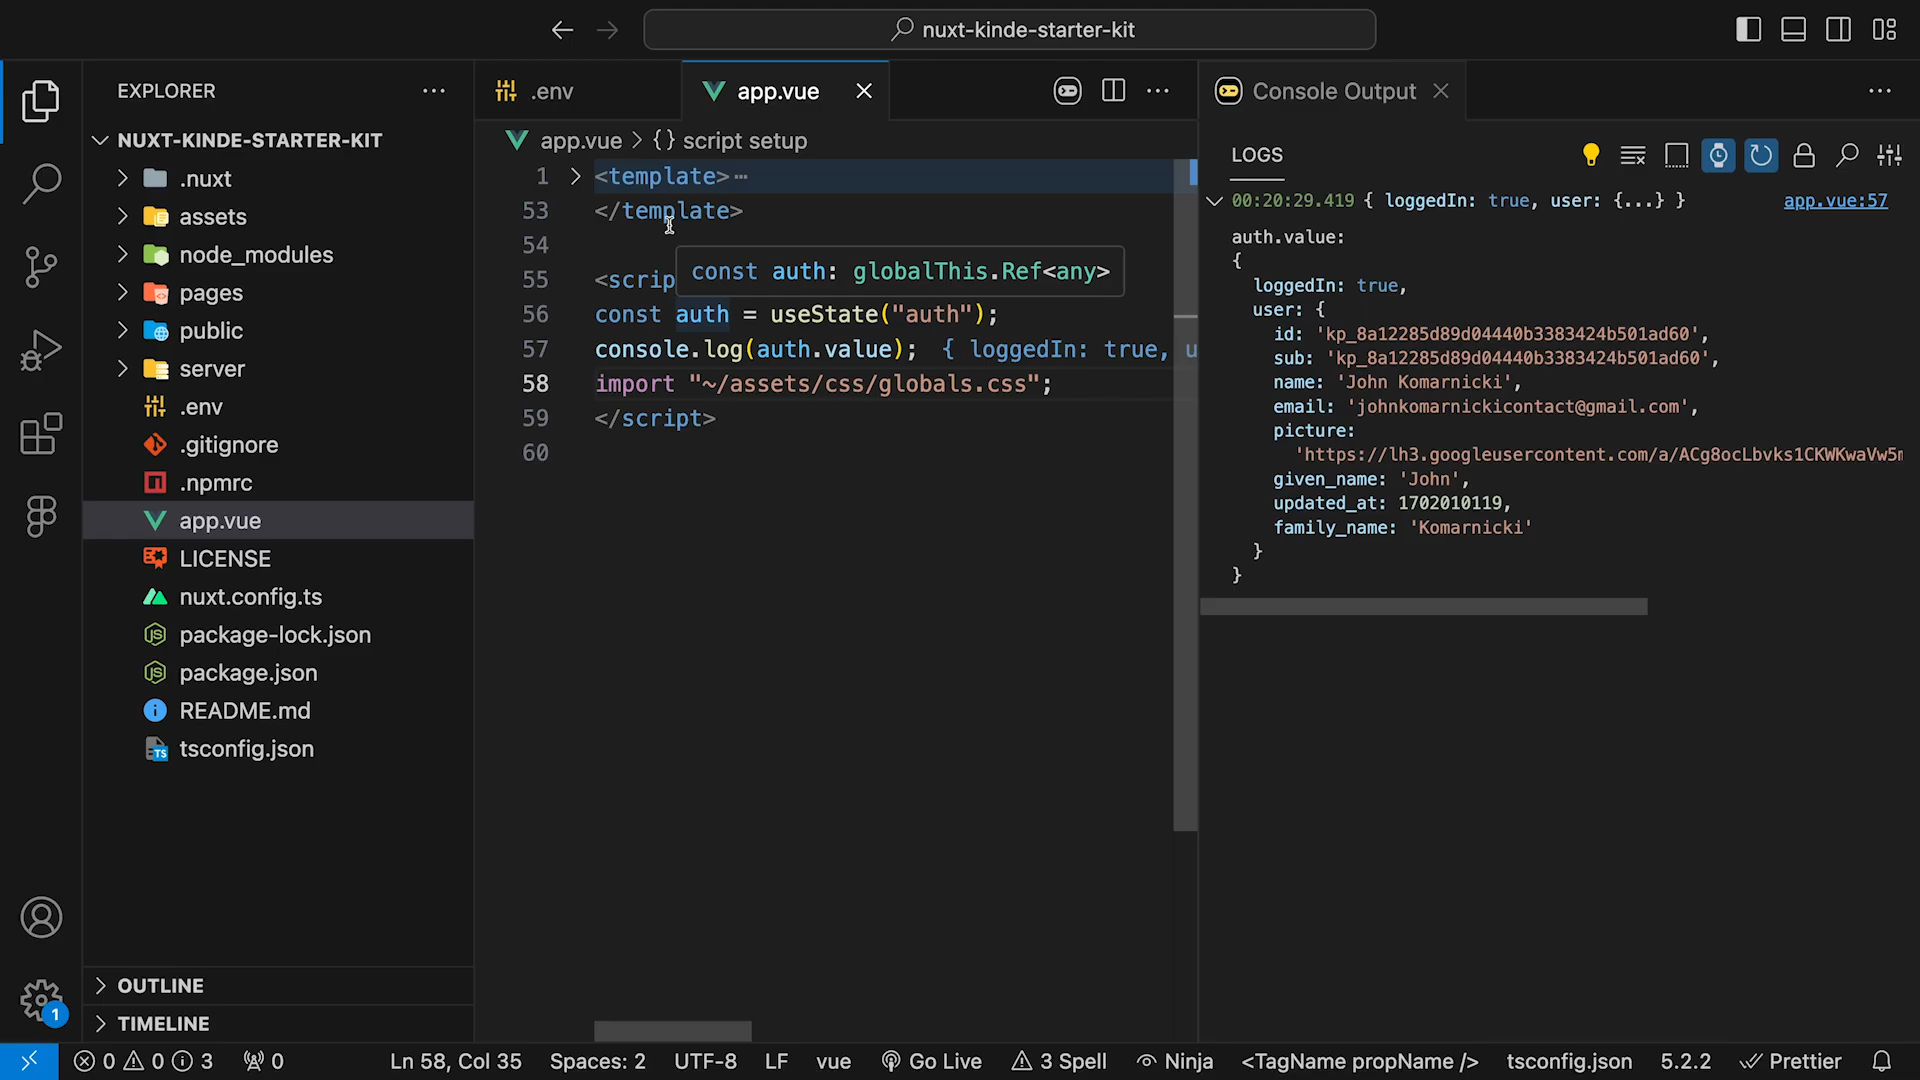 nuxt-kinde-starter-kit
EXPLORER
NUXT-KINDE-STARTER-KIT
.nuxt
assets
node_modules
pages
public
server
.env
.gitignore
.npmrc
app.vue
LICENSE
nuxt.config.ts
package-lock.json
package.json
README.md
tsconfig.json
OUTLINE
TIMELINE
1
.env
app.vue
app.vue > {} script setup
1 <template>
53 </template>
54
55 <scrip
const auth: globalThis.Ref<any>
56 const auth = useState("auth");
57 console.log(auth.value); { loggedIn: true, u
58 import "~/assets/css/globals.css";
59 </script>
60
Console Output
LOGS
00:20:29.419 { loggedIn: true, user: {...} } app.vue:57
auth.value:
{
loggedIn: true,
user: {
id: 'kp_8a12285d89d04440b3383424b501ad60',
sub: 'kp_8a12285d89d04440b3383424b501ad60',
name: 'John Komarnicki',
email: 'johnkomarnickicontact@gmail.com',
picture:
'https://lh3.googleusercontent.com/a/ACg8ocLbvks1CKWKwaVw5
given_name: 'John',
updated_at: 1702010119,
family_name: 'Komarnicki'
}
}
0 0 3 0 Ln 58, Col 35 Spaces: 2 UTF-8 LF vue Go Live 3 Spell Ninja <TagName propName /> tsconfig.json 5.2.2 Prettier